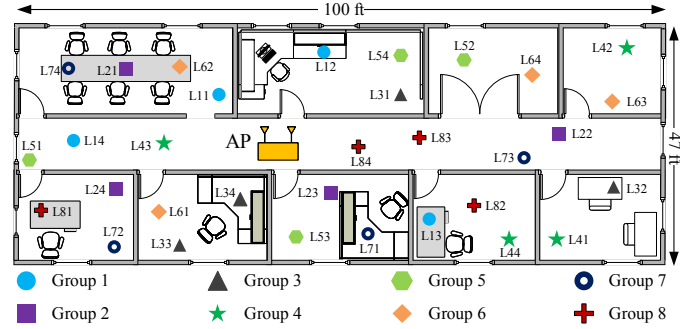 100 ft
L74
L21
L62
L11
L12
L54
L31
L52
L64
L42
L63
47 ft
L51
L14
L43
AP
L84
L83
L73
L22
L81
L24
L72
L61
L33
L34
L23
L53
L71
L13
L82
L44
L41
L32
Group 1
Group 3
Group 5
Group 7
Group 2
Group 4
Group 6
Group 8